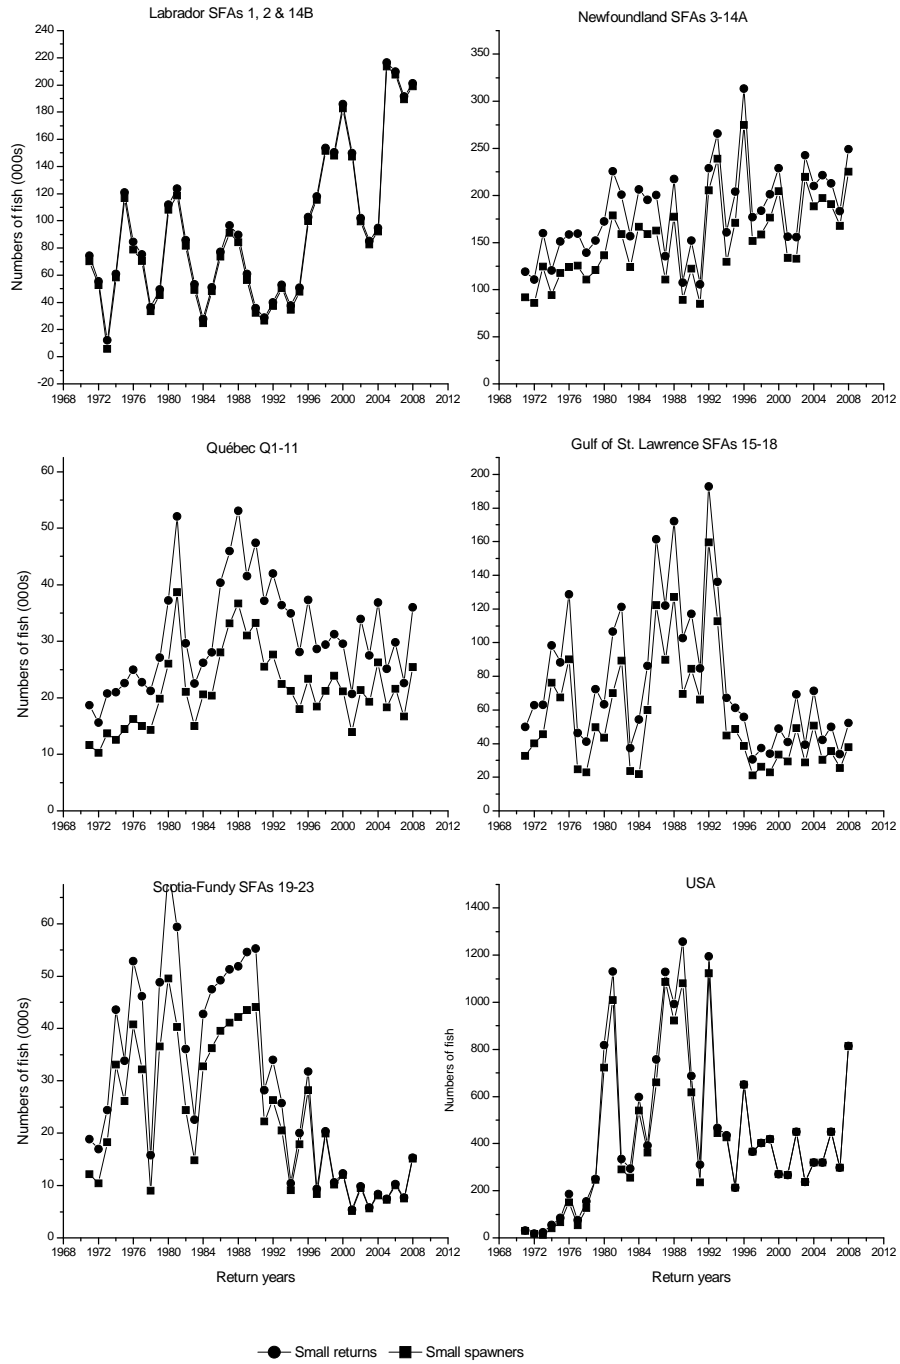 Labrador SFAs 1, 2 & 14B
Numbers of fish (000s)
240
220
200
180
160
140
120
100
80
60
40
20
0
-20
1968 1972 1976 1980 1984 1988 1992 1996 2000 2004 2008 2012
Newfoundland SFAs 3-14A
350
300
250
200
150
100
50
0
1968 1972 1976 1980 1984 1988 1992 1996 2000 2004 2008 2012
Québec Q1-11
Numbers of fish (000s)
60
50
40
30
20
10
0
1968 1972 1976 1980 1984 1988 1992 1996 2000 2004 2008 2012
Gulf of St. Lawrence SFAs 15-18
200
180
160
140
120
100
80
60
40
20
0
1968 1972 1976 1980 1984 1988 1992 1996 2000 2004 2008 2012
Scotia-Fundy SFAs 19-23
Numbers of fish (000s)
60
50
40
30
20
10
0
1968 1972 1976 1980 1984 1988 1992 1996 2000 2004 2008 2012
Return years
USA
Numbers of fish
1400
1200
1000
800
600
400
200
0
1968 1972 1976 1980 1984 1988 1992 1996 2000 2004 2008 2012
Return years
Small returns Small spawners